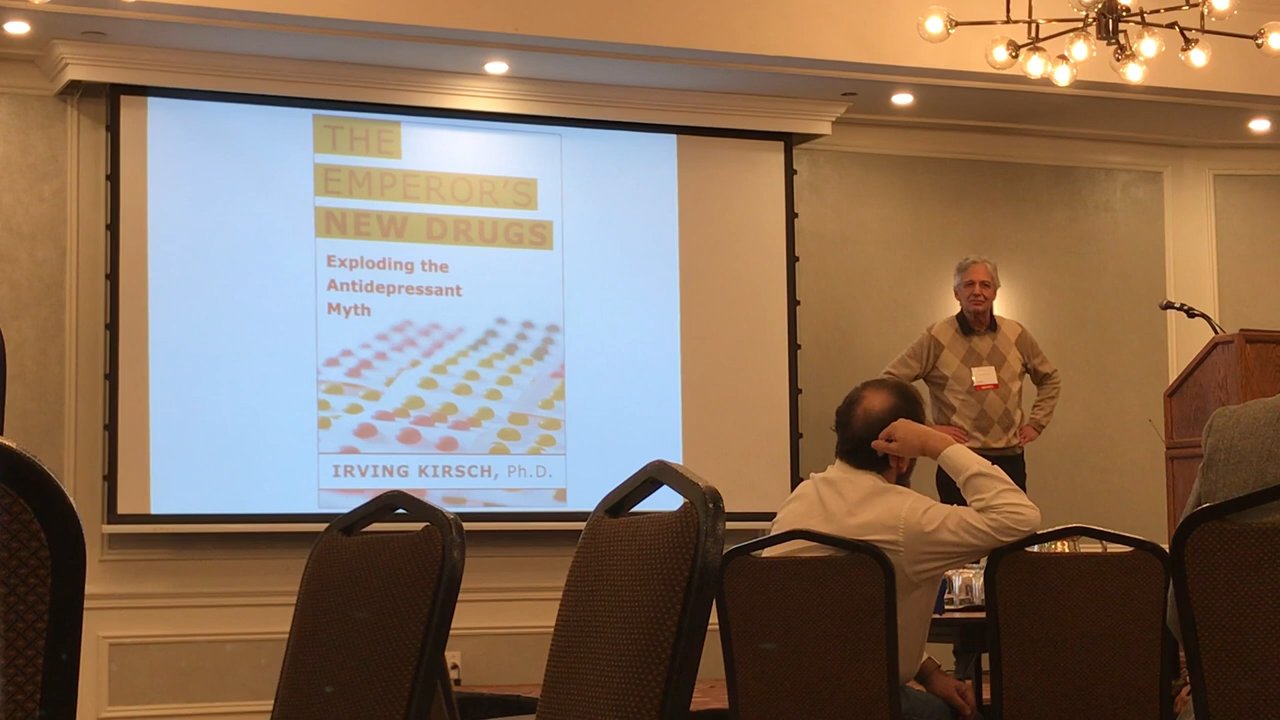 THE
EMPEROR'S
NEW DRUGS
Exploding the
Antidepressant
Myth
IRVING KIRSCH, Ph.D.